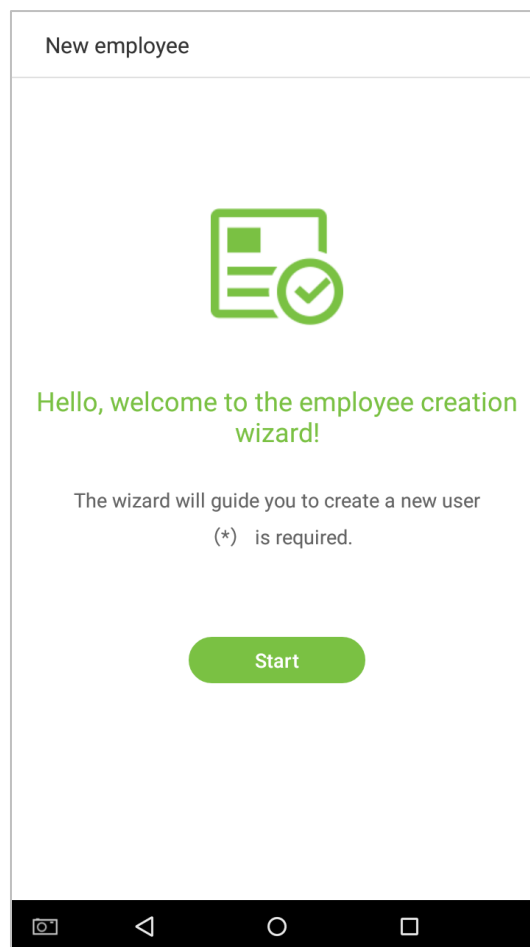 New employee
Hello, welcome to the employee creation
wizard!
The wizard will guide you to create a new user
(*) is required.
Start